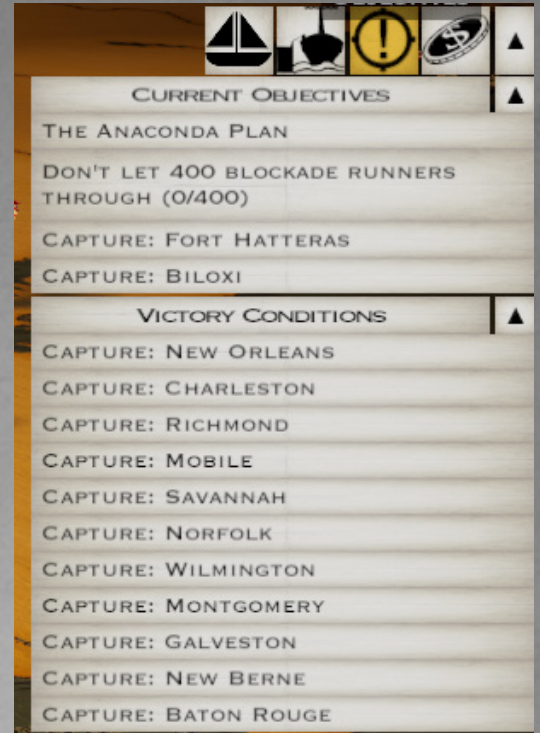 CURRENT OBJECTIVES
THE ANACONDA PLAN
DON'T LET 400 BLOCKADE RUNNERS
THROUGH (0/400)
CAPTURE: FORT HATTERAS
CAPTURE: BILOXI
VICTORY CONDITIONS
CAPTURE: NEW ORLEANS
CAPTURE: CHARLESTON
CAPTURE: RICHMOND
CAPTURE: MOBILE
CAPTURE: SAVANNAH
CAPTURE: NORFOLK
CAPTURE: WILMINGTON
CAPTURE: MONTGOMERY
CAPTURE: GALVESTON
CAPTURE: NEW BERNE
CAPTURE: BATON ROUGE